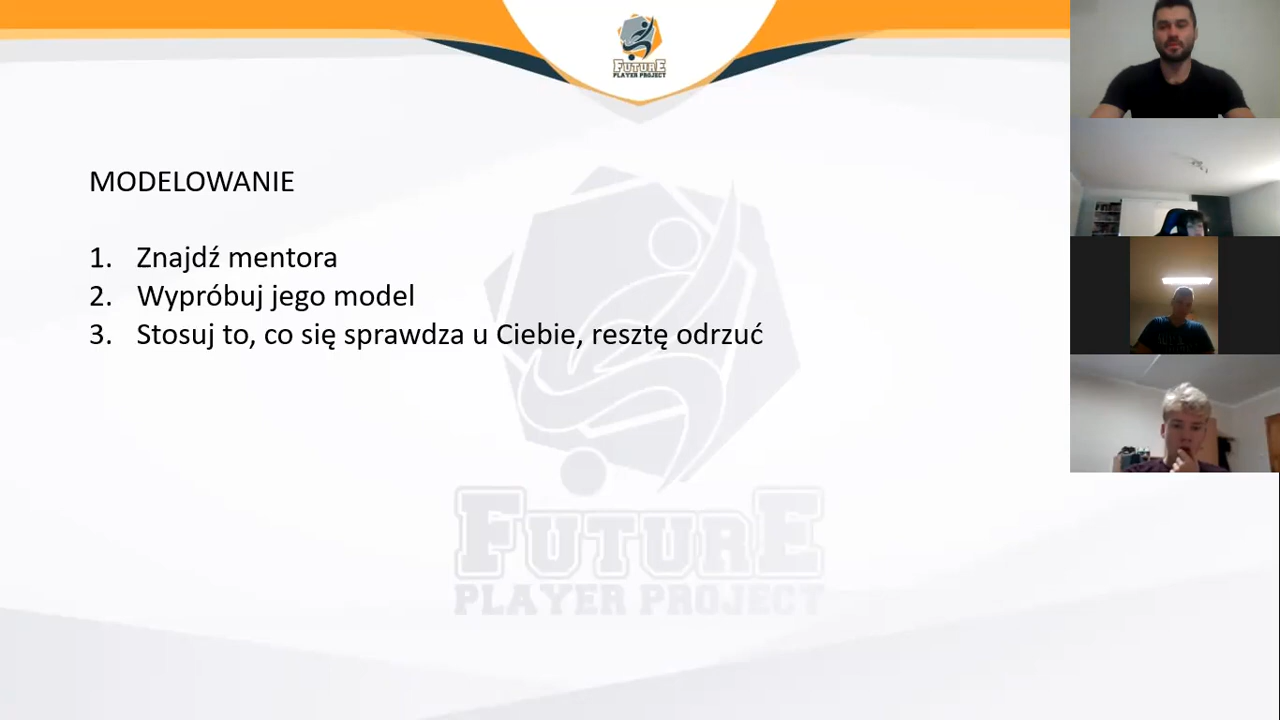 FUTURE
PLAYER PROJECT
MODELOWANIE
1. Znajdź mentora
2. Wypróbuj jego model
3. Stosuj to, co się sprawdza u Ciebie, resztę odrzuć
FUTURE
PLAYER PROJECT